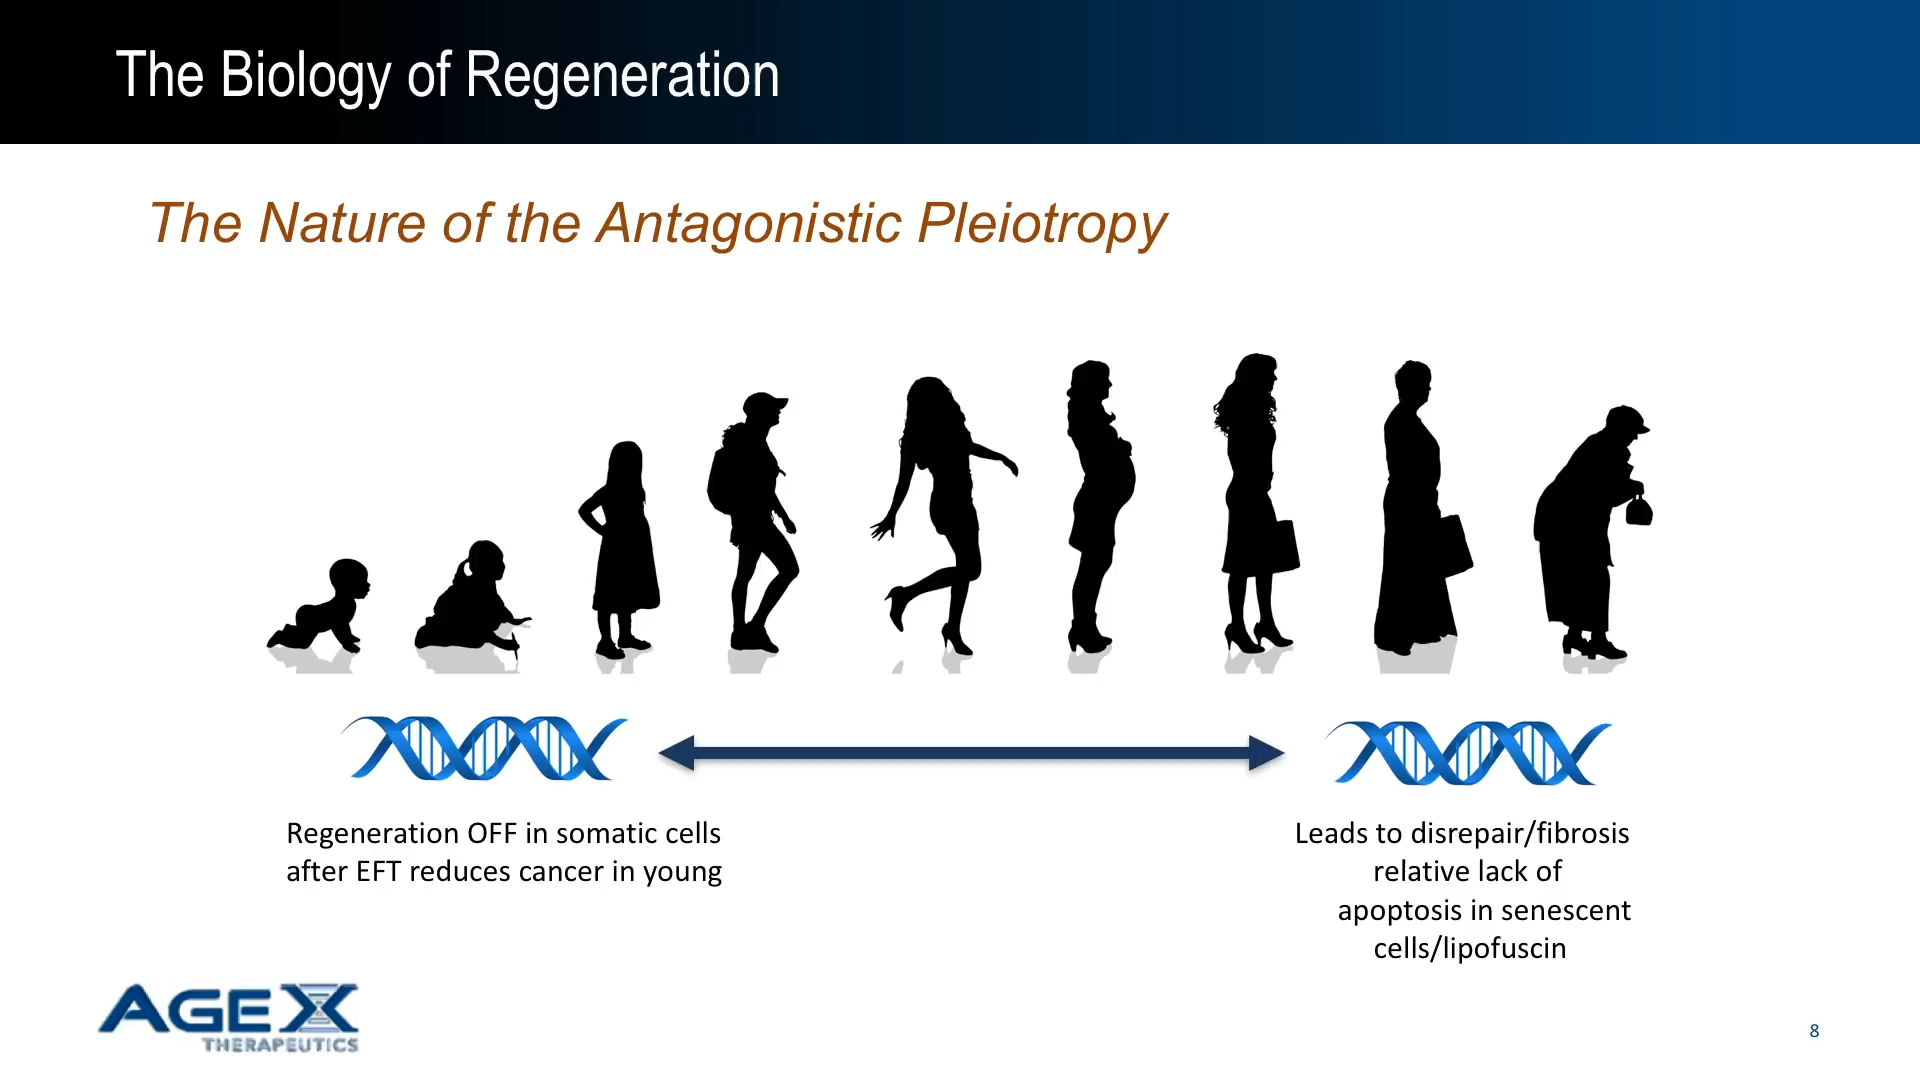 The Biology of Regeneration
The Nature of the Antagonistic Pleiotropy
Regeneration OFF in somatic cells
after EFT reduces cancer in young
Leads to disrepair/fibrosis
relative lack of
apoptosis in senescent
cells/lipofuscin
AGEX
THERAPEUTICS
8